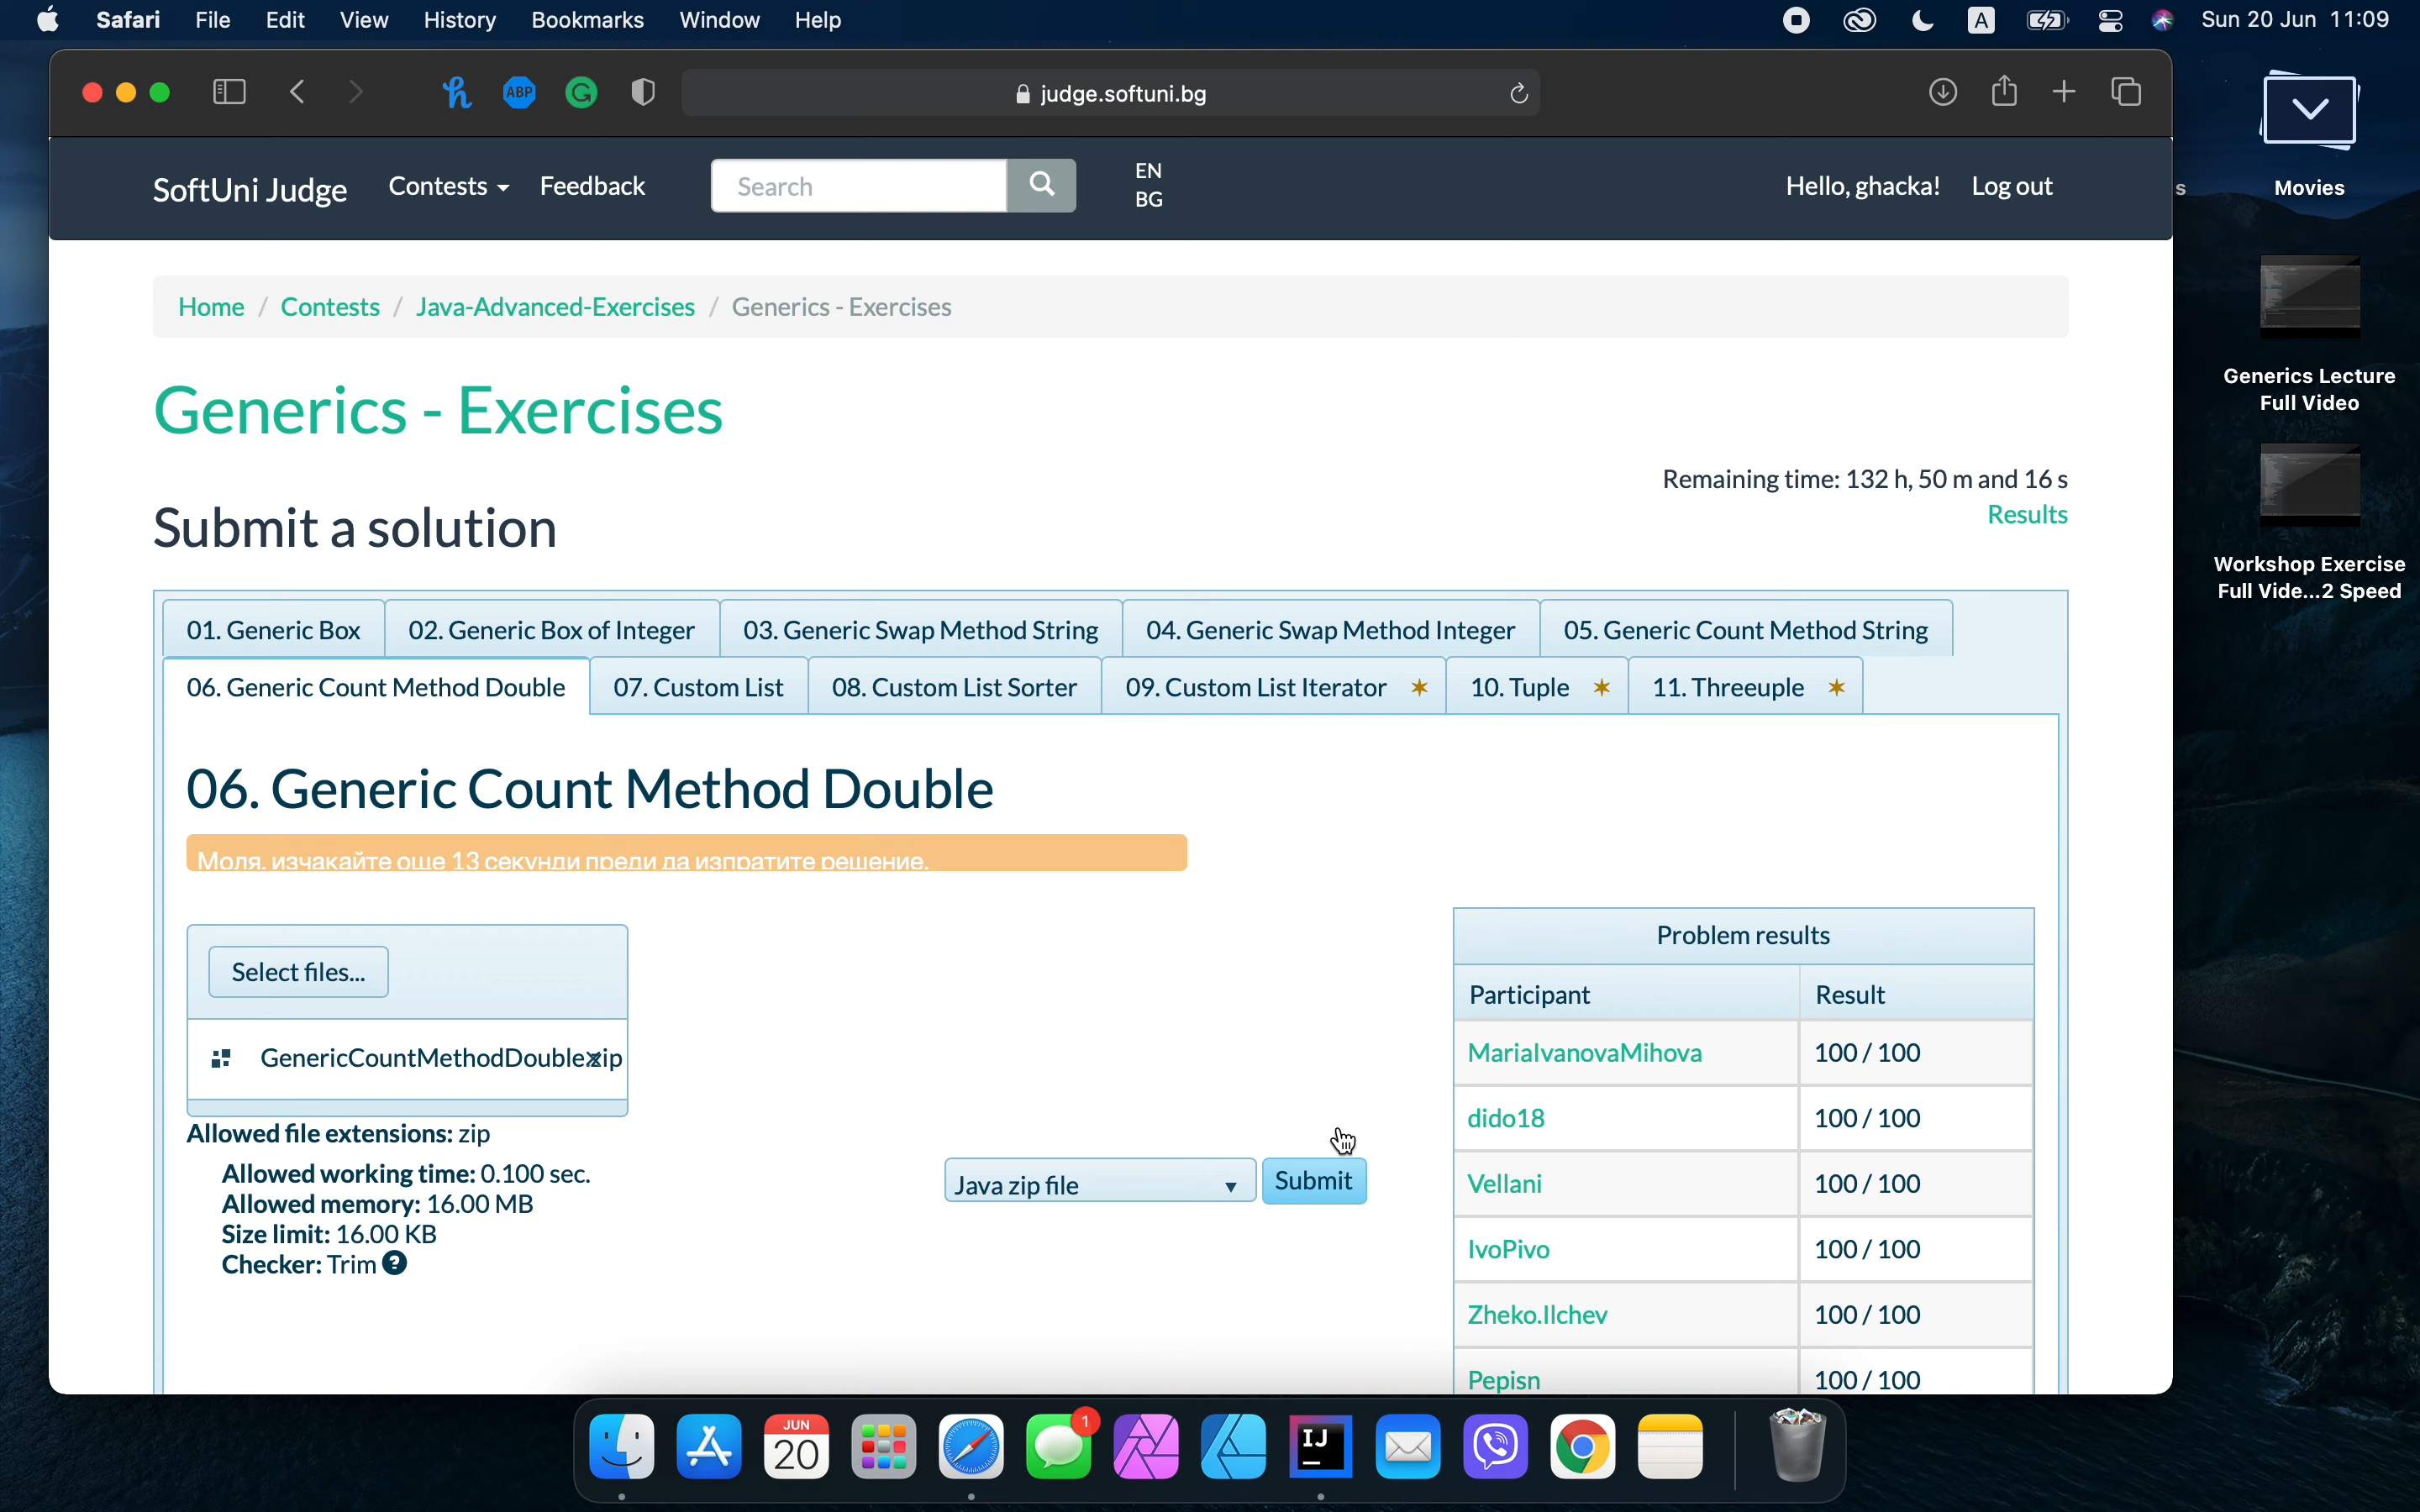 Safari File Edit View History Bookmarks Window Help A Sun 20 Jun 11:09
ABP judge.softuni.bg
SoftUni Judge Contests Feedback Search EN
BG
Hello, ghacka! Log out
s
Movies
Home / Contests / Java-Advanced-Exercises / Generics - Exercises
Generics - Exercises
Generics Lecture
Full Video
Remaining time: 132 h, 50 m and 16 s
Results
Submit a solution
Workshop Exercise
Full Vide...2 Speed
01. Generic Box 02. Generic Box of Integer 03. Generic Swap Method String 04. Generic Swap Method Integer 05. Generic Count Method String
06. Generic Count Method Double 07. Custom List 08. Custom List Sorter 09. Custom List Iterator 10. Tuple 11. Threeuple
06. Generic Count Method Double
Моля, изчакайте още 13 секунди преди да изпратите решение.
Select files...
GenericCountMethodDouble.zip
Allowed file extensions: zip
Allowed working time: 0.100 sec.
Allowed memory: 16.00 MB
Size limit: 16.00 KB
Checker: Trim ?
Java zip file Submit
Problem results
Participant Result
MariaIvanovaMihova 100 / 100
dido18 100 / 100
Vellani 100 / 100
IvoPivo 100 / 100
Zheko.Ilchev 100 / 100
Pepisn 100 / 100
JUN
20
1
IJ